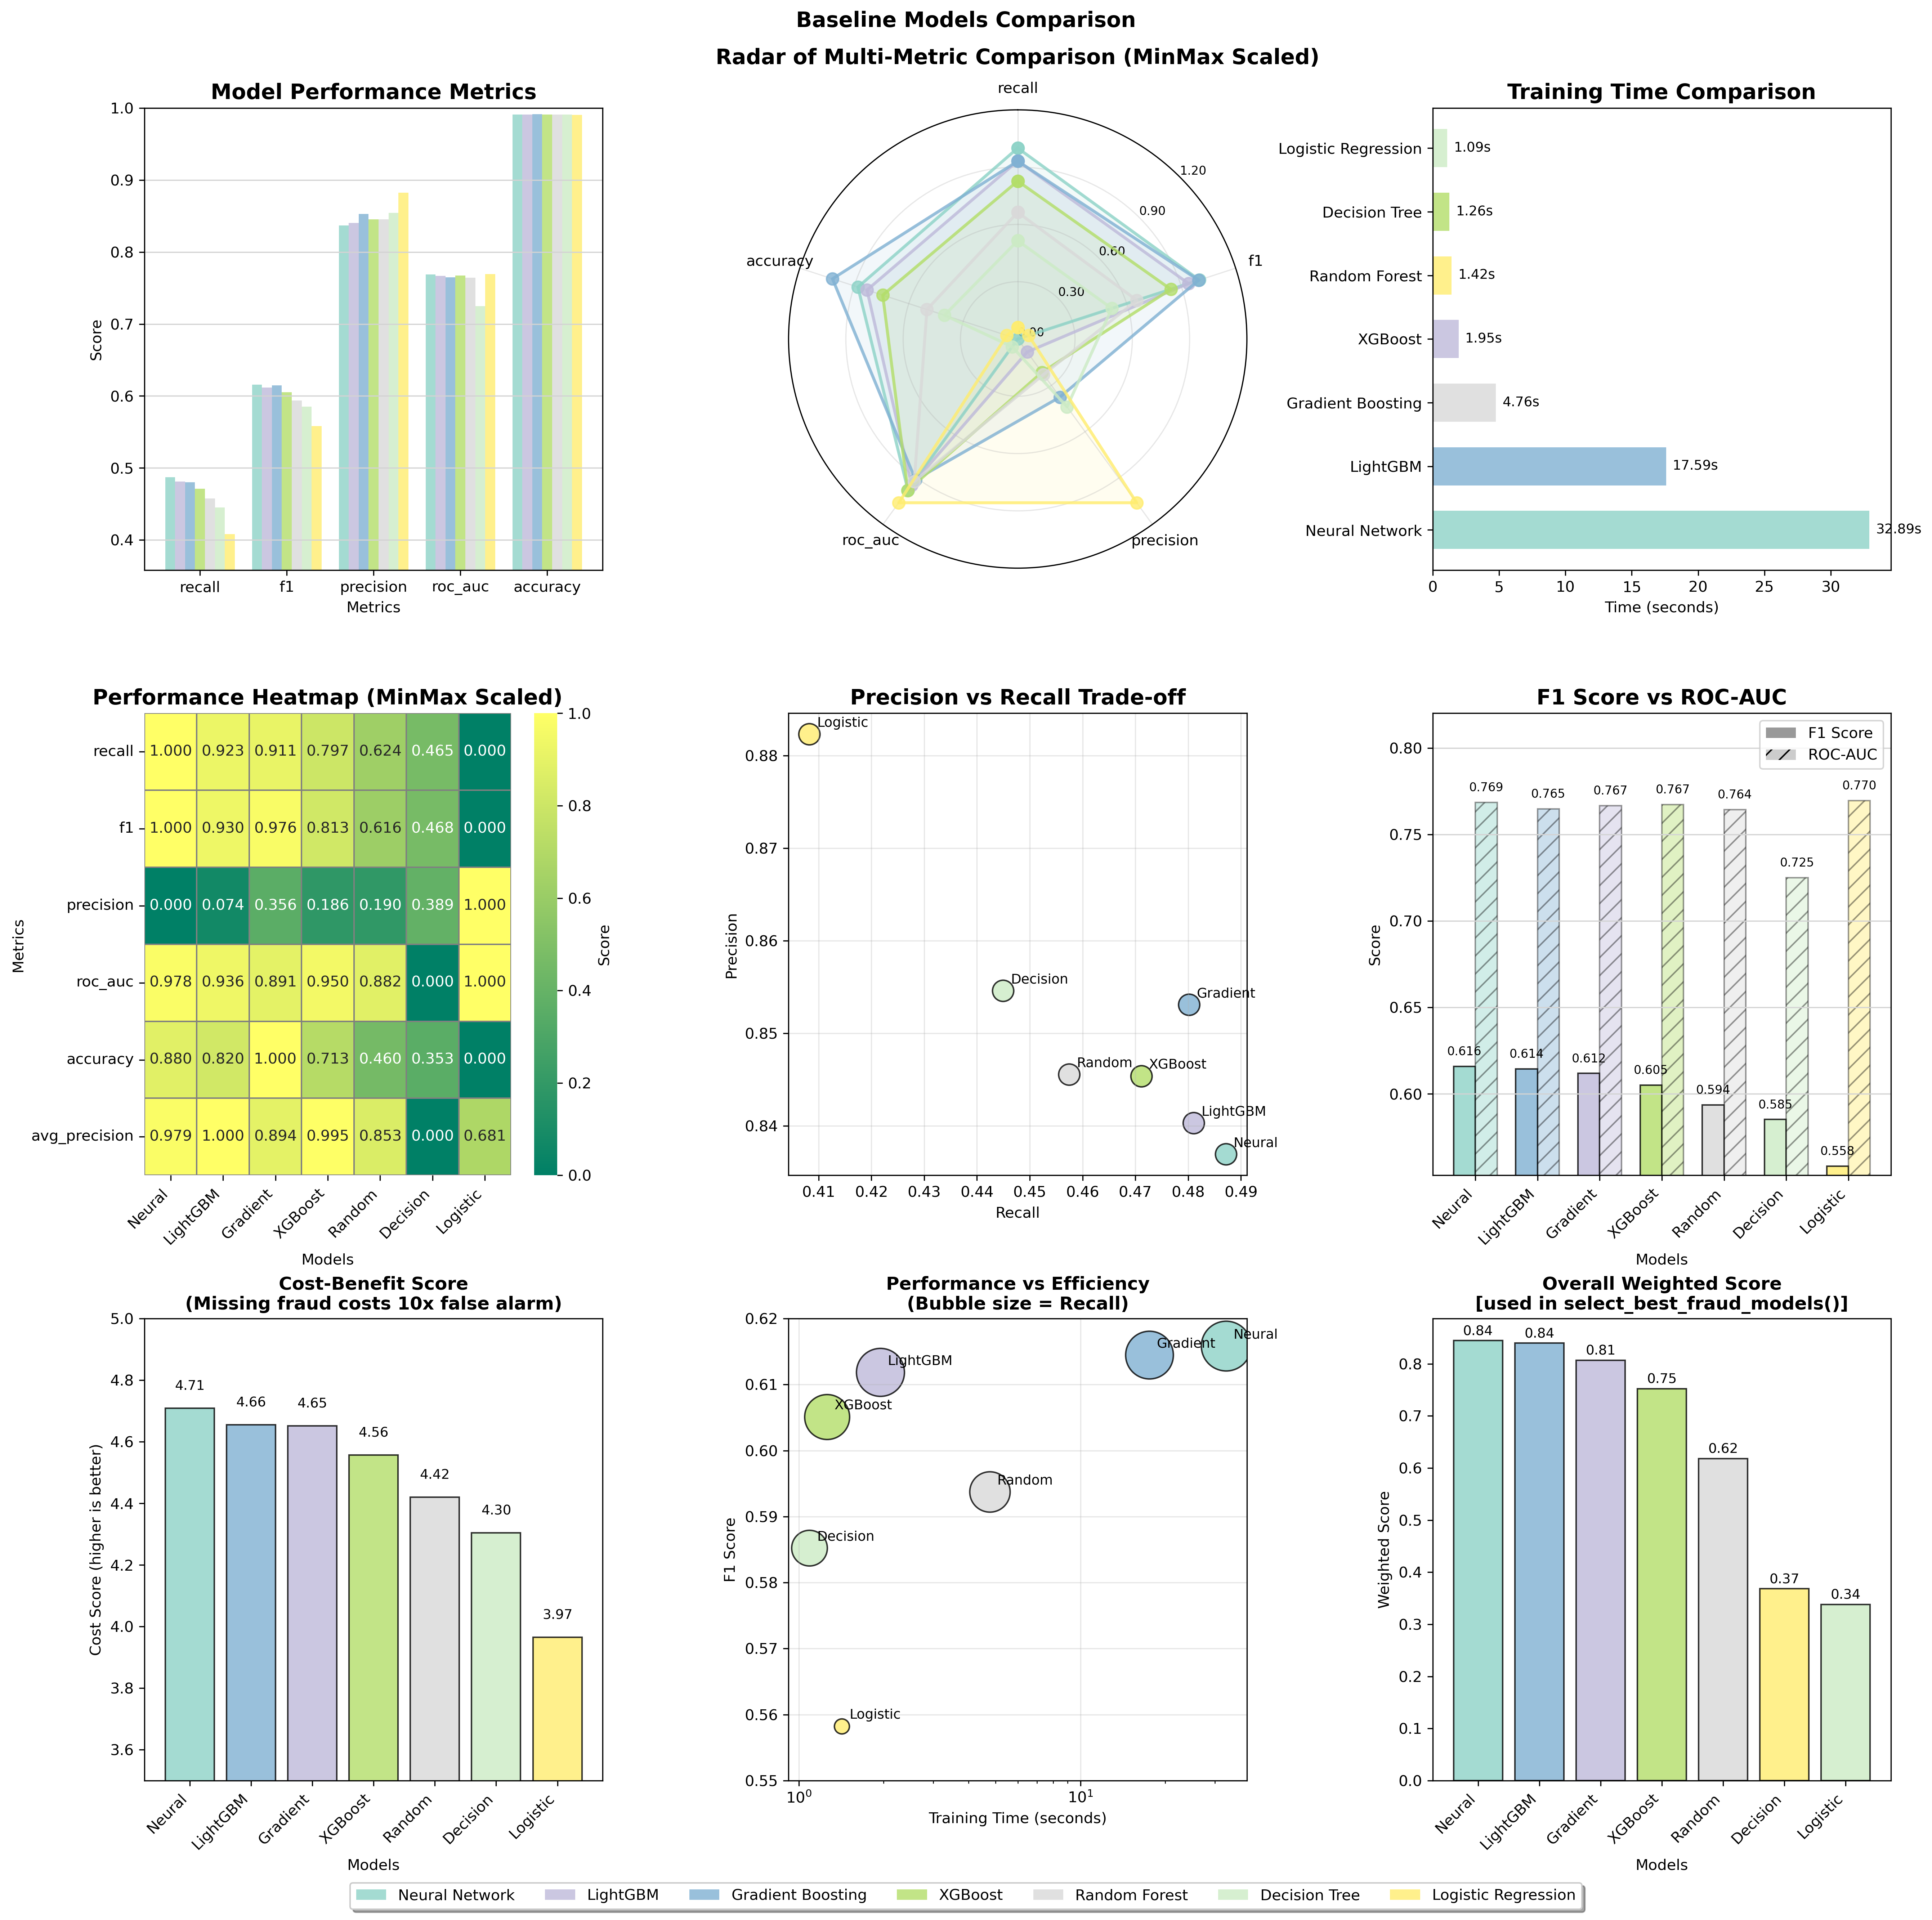 Baseline Models Comparison
Model Performance Metrics
Score
1.0
0.9
0.8
0.7
0.6
0.5
0.4
recall f1 precision roc_auc accuracy
Metrics
Radar of Multi-Metric Comparison (MinMax Scaled)
recall
f1
precision
roc_auc
accuracy
1.20
0.90
0.60
0.30
Training Time Comparison
Logistic Regression 1.09s
Decision Tree 1.26s
Random Forest 1.42s
XGBoost 1.95s
Gradient Boosting 4.76s
LightGBM 17.59s
Neural Network 32.89s
0 5 10 15 20 25 30
Time (seconds)
Performance Heatmap (MinMax Scaled)
Metrics
recall 1.000 0.923 0.911 0.797 0.624 0.465 0.000
f1 1.000 0.930 0.976 0.813 0.616 0.468 0.000
precision 0.000 0.074 0.356 0.186 0.190 0.389 1.000
roc_auc 0.978 0.936 0.891 0.950 0.882 0.000 1.000
accuracy 0.880 0.820 1.000 0.713 0.460 0.353 0.000
avg_precision 0.979 1.000 0.894 0.995 0.853 0.000 0.681
Neural LightGBM Gradient XGBoost Random Decision Logistic
Models
1.0
0.8
0.6
0.4
0.2
0.0
Score
Precision vs Recall Trade-off
Precision
0.88
0.87
0.86
0.85
0.84
Logistic
Decision
Gradient
Random
XGBoost
LightGBM
Neural
0.41 0.42 0.43 0.44 0.45 0.46 0.47 0.48 0.49
Recall
F1 Score vs ROC-AUC
F1 Score
ROC-AUC
Score
0.80
0.75
0.70
0.65
0.60
0.769 0.765 0.767 0.767 0.764 0.725 0.770
0.616 0.614 0.612 0.605 0.594 0.585 0.558
Neural LightGBM Gradient XGBoost Random Decision Logistic
Models
Cost-Benefit Score
(Missing fraud costs 10x false alarm)
Cost Score (higher is better)
5.0
4.8
4.6
4.4
4.2
4.0
3.8
3.6
4.71 4.66 4.65 4.56 4.42 4.30 3.97
Neural LightGBM Gradient XGBoost Random Decision Logistic
Models
Performance vs Efficiency
(Bubble size = Recall)
F1 Score
0.62
0.61
0.60
0.59
0.58
0.57
0.56
0.55
Neural
Gradient
LightGBM
XGBoost
Random
Decision
Logistic
10⁰ 10¹
Training Time (seconds)
Overall Weighted Score
[used in select_best_fraud_models()]
Weighted Score
0.8
0.7
0.6
0.5
0.4
0.3
0.2
0.1
0.0
0.84 0.84 0.81 0.75 0.62 0.37 0.34
Neural LightGBM Gradient XGBoost Random Decision Logistic
Models
Neural Network LightGBM Gradient Boosting XGBoost Random Forest Decision Tree Logistic Regression